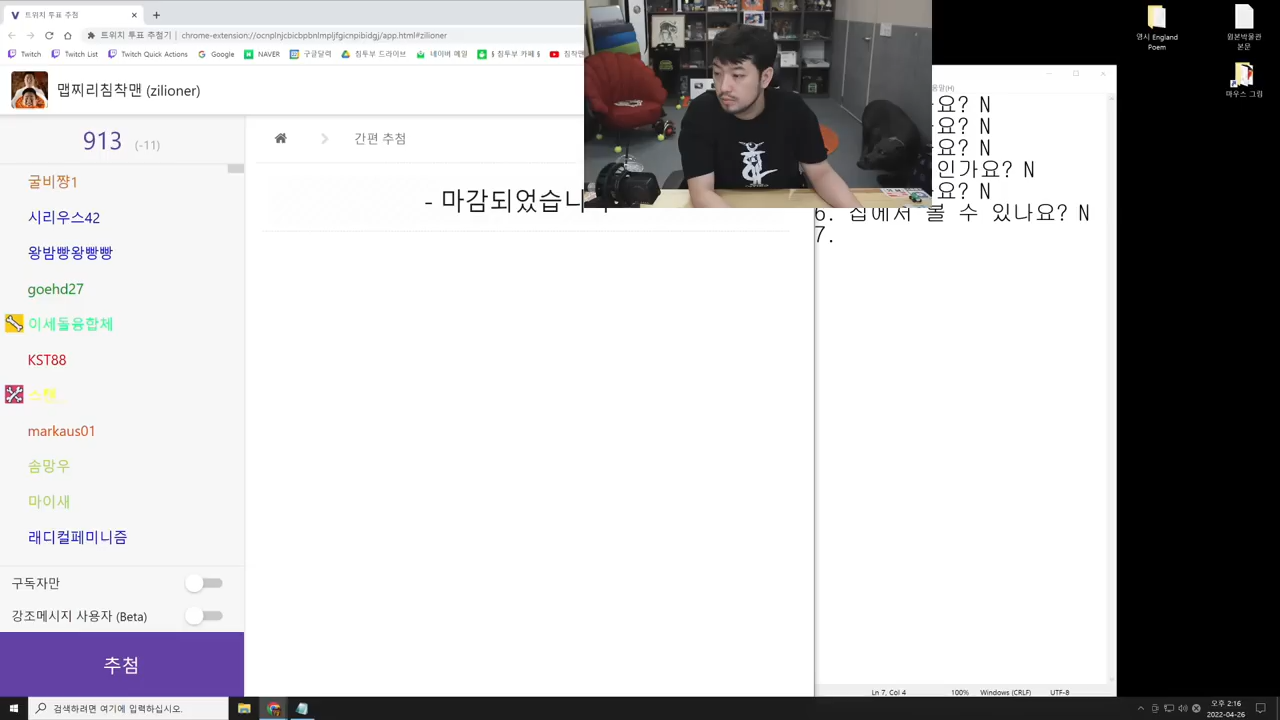 트위치 투표 추첨
트위치 투표 추첨기
chrome-extension://ocnplnjcbicbpbnlmpljfgicnpibidgj/app.html#zilioner
Twitch
Twitch List
Twitch Quick Actions
Google
NAVER
구글달력
침투부 드라이브
네이버 메일
§ 침투부 카페 §
침착맨
맵찌리침착맨 (zilioner)
913 (-11)
간편 추첨
- 마감되었습니
굴비쨩1
시리우스42
왕밤빵왕빵빵
goehd27
이세돌융합체
KST88
markaus01
솜망우
마이새
래디컬페미니즘
구독자만
강조메시지 사용자 (Beta)
추첨
움말(H)
요? N
요? N
요? N
인가요? N
요? N
6. 집에서 볼 수 있나요? N
7.
Ln 7, Col 4
100%
Windows (CRLF)
UTF-8
영시 England
Poem
원본박물관
본문
마우스 그림
검색하려면 여기에 입력하십시오.
오후 2:16
2022-04-26